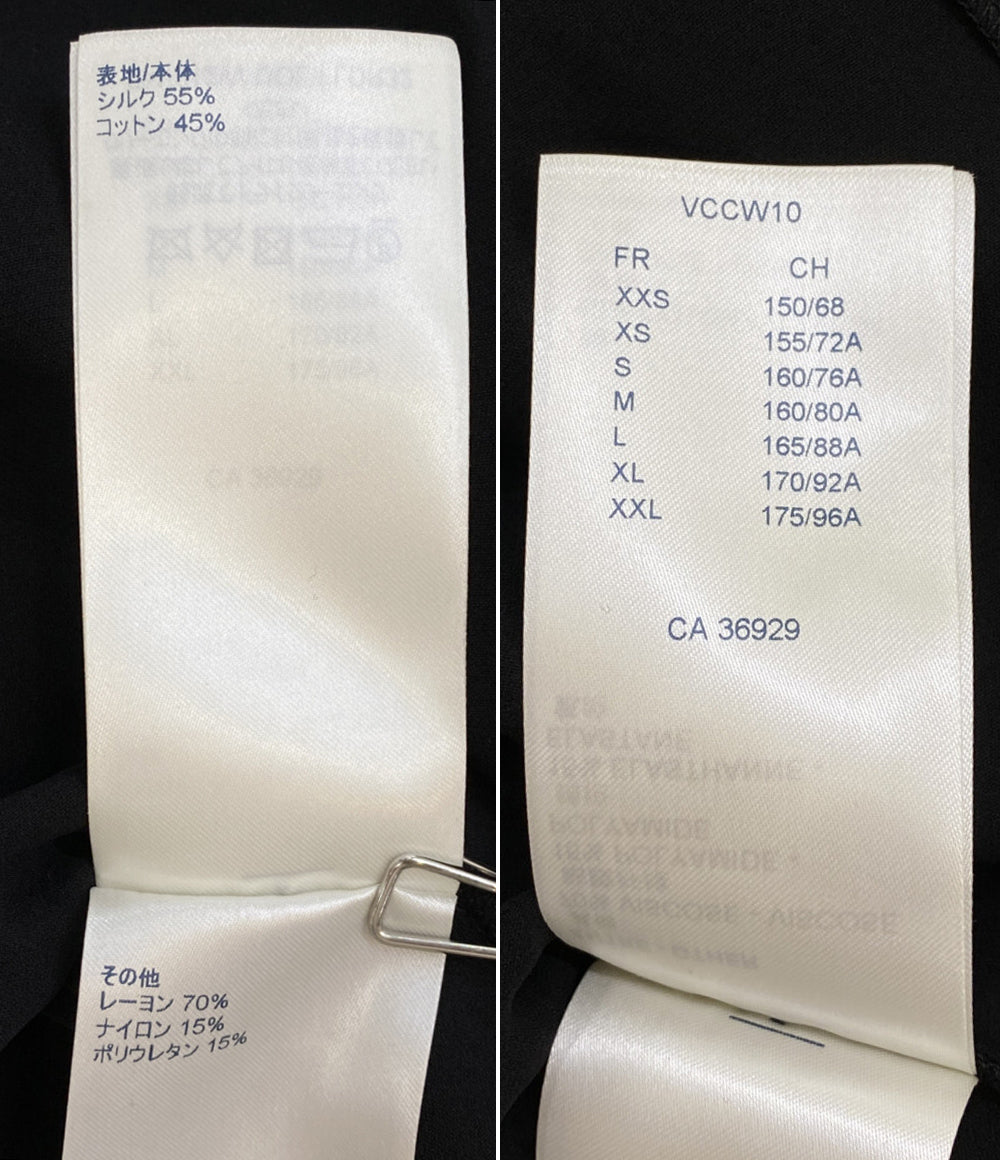 表地/本体
シルク 55%
コットン 45%
その他
レーヨン 70%
ナイロン 15%
ポリウレタン 15%
VCCW10
FR CH
XXS 150/68
XS 155/72A
S 160/76A
M 160/80A
L 165/88A
XL 170/92A
XXL 175/96A
CA 36929